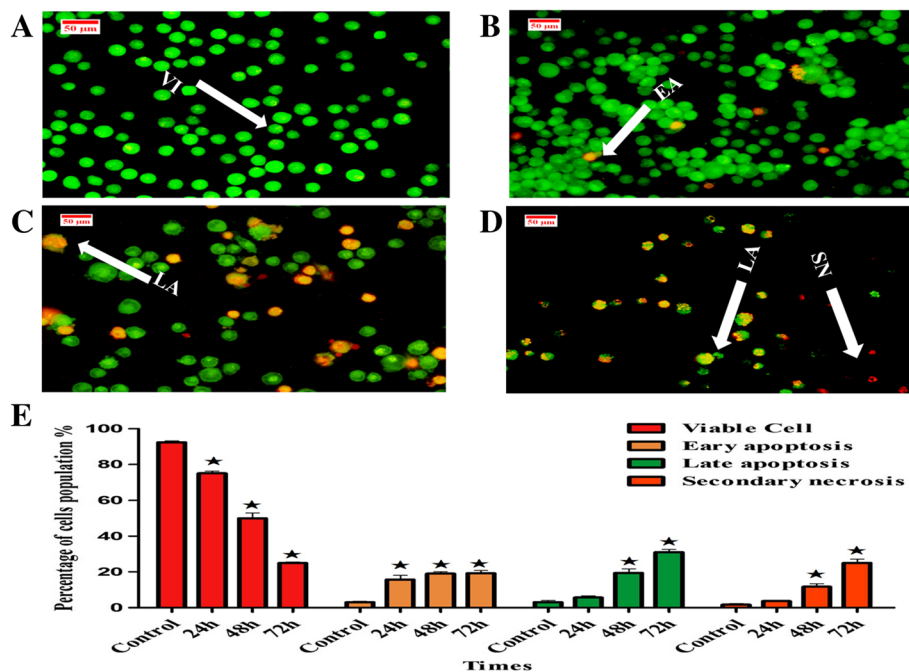 A
50 μm
VI
B
50 μm
EA
C
50 μm
LA
D
50 μm
LA
SN
E
Percentage of cells population %
100
80
60
40
20
0
Viable Cell
Eary apoptosis
Late apoptosis
Secondary necrosis
Control 24h 48h 72h Control 24h 48h 72h Control 24h 48h 72h Control 24h 48h 72h
Times